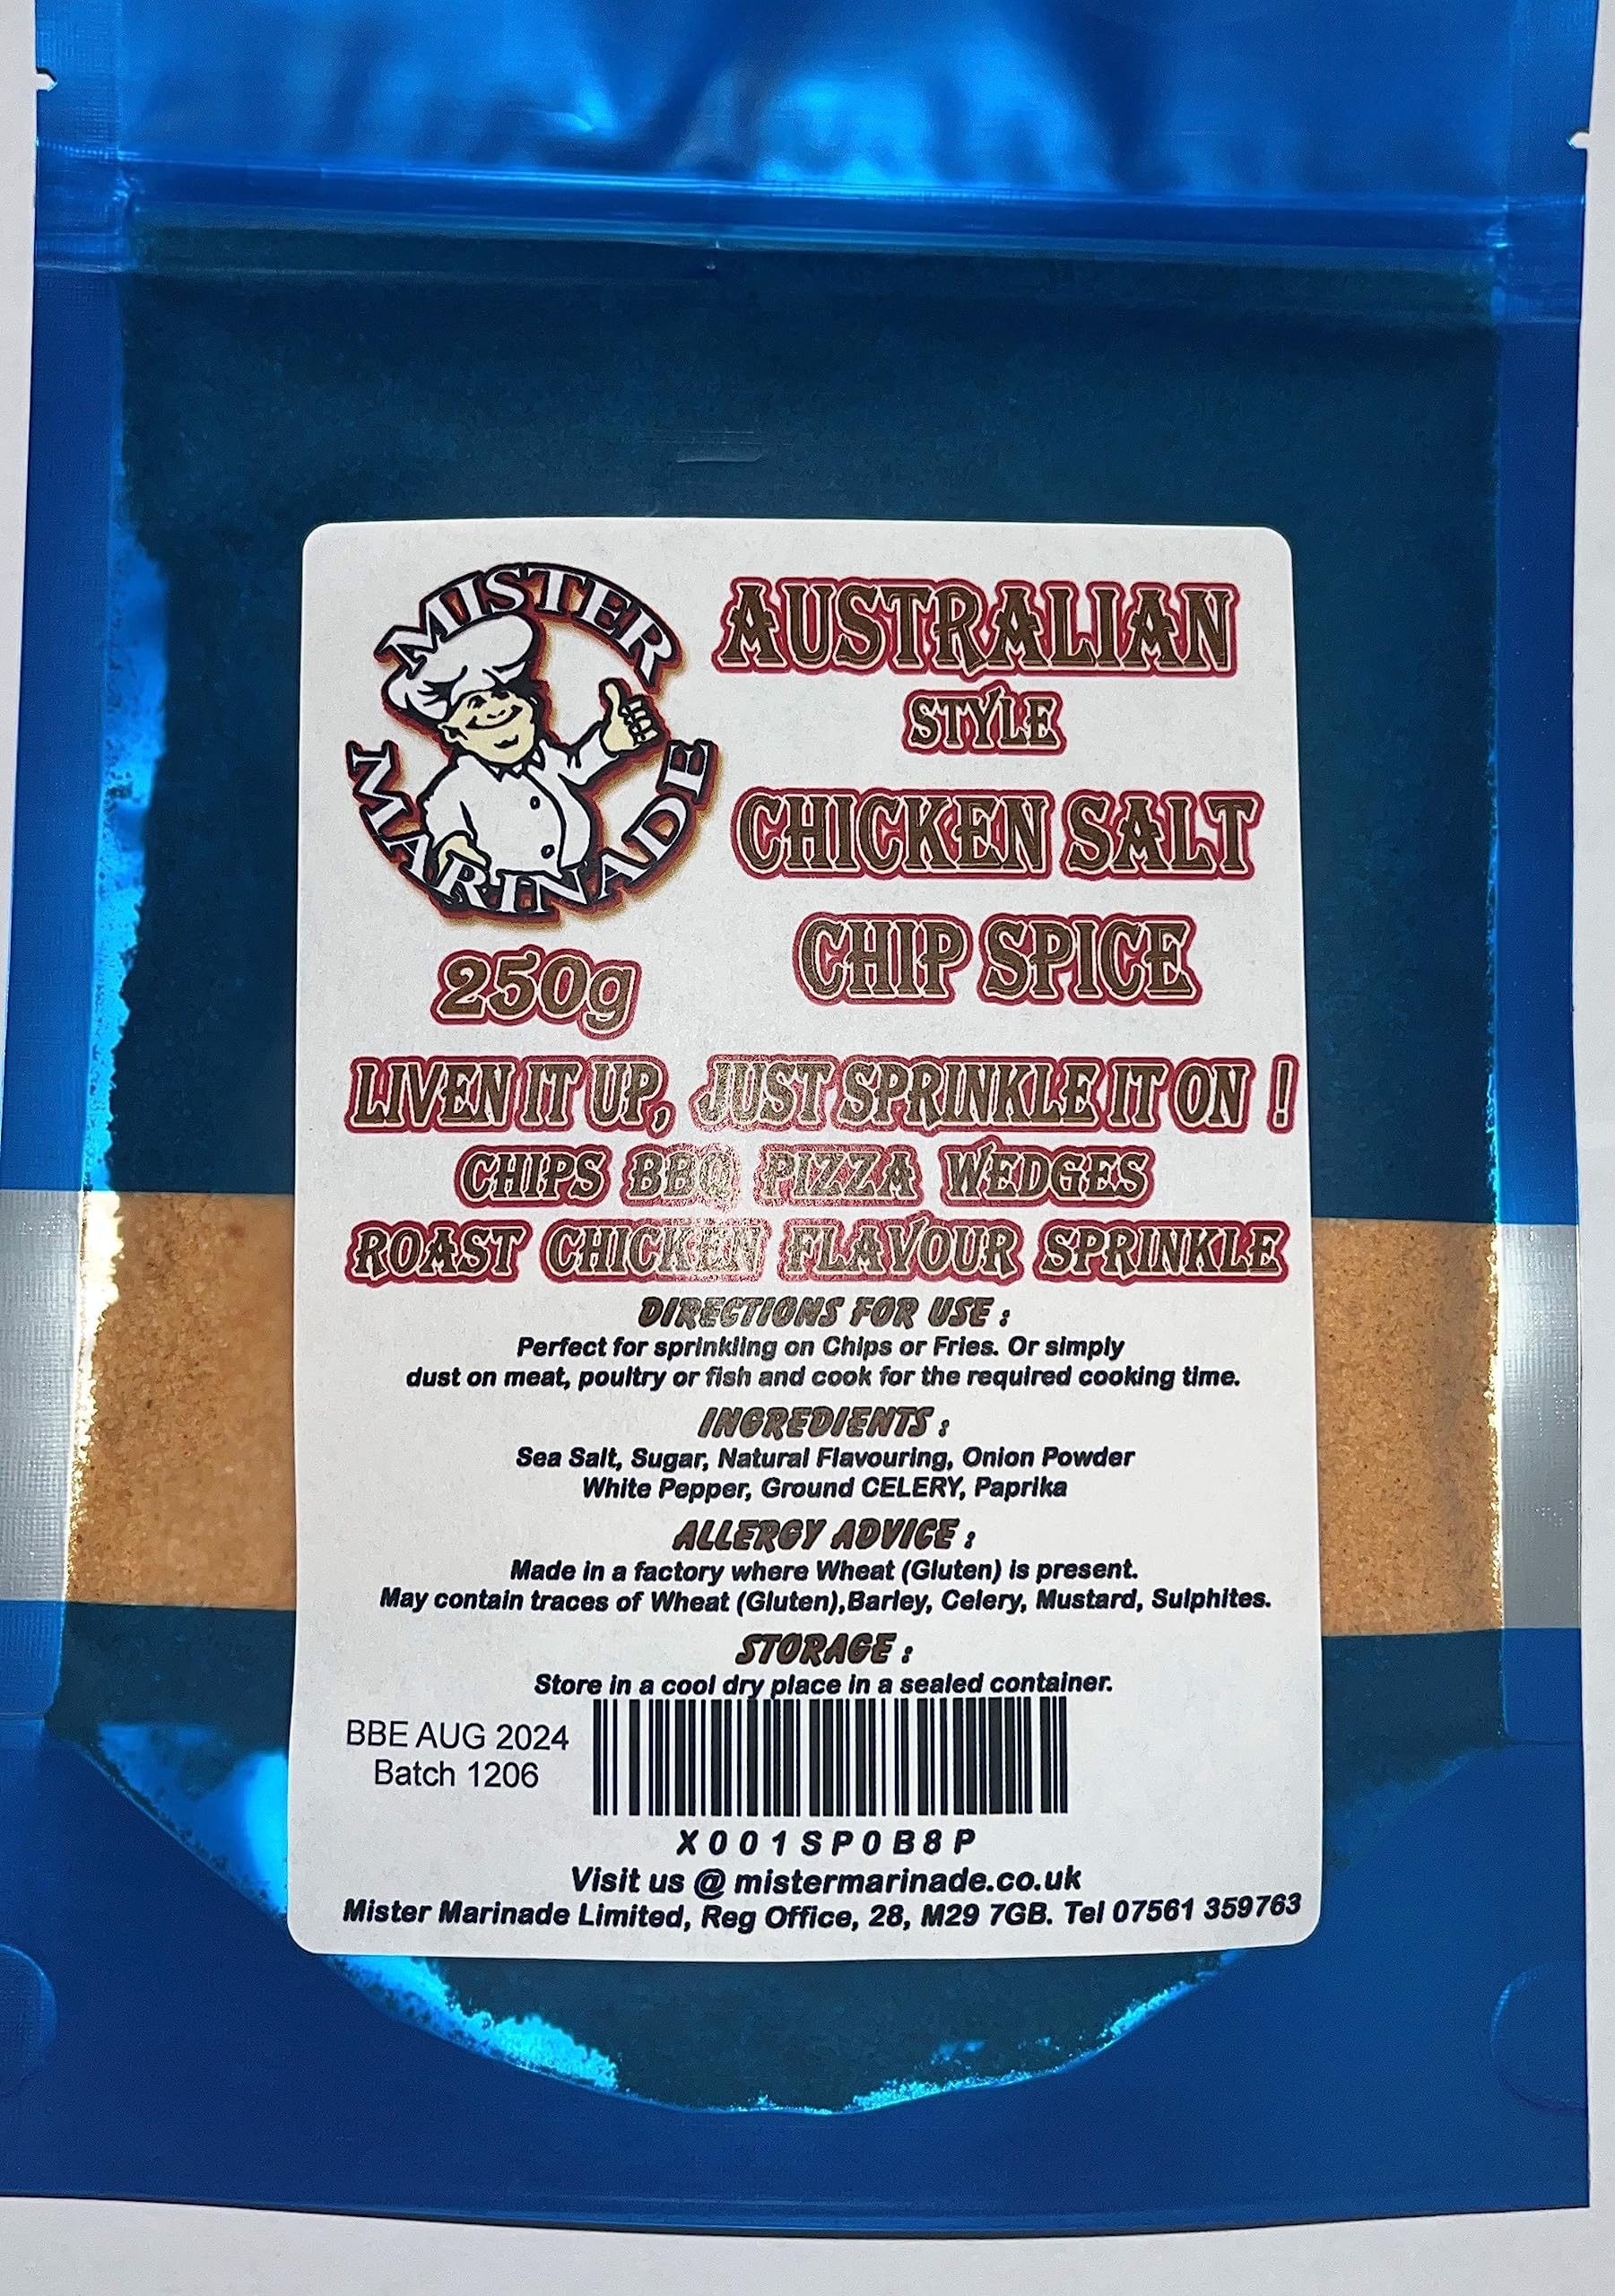 MISTER
MARINADE
AUSTRALIAN
STYLE
CHICKEN SALT
CHIP SPICE
250g
LIVEN IT UP, JUST SPRINKLE IT ON !
CHIPS BBQ PIZZA WEDGES
ROAST CHICKEN FLAVOUR SPRINKLE
DIRECTIONS FOR USE :
Perfect for sprinkling on Chips or Fries. Or simply
dust on meat, poultry or fish and cook for the required cooking time.
INGREDIENTS :
Sea Salt, Sugar, Natural Flavouring, Onion Powder
White Pepper, Ground CELERY, Paprika
ALLERGY ADVICE :
Made in a factory where Wheat (Gluten) is present.
May contain traces of Wheat (Gluten),Barley, Celery, Mustard, Sulphites.
STORAGE :
Store in a cool dry place in a sealed container.
BBE AUG 2024
Batch 1206
X001SP0B8P
Visit us @ mistermarinade.co.uk
Mister Marinade Limited, Reg Office, 28, M29 7GB. Tel 07561 359763